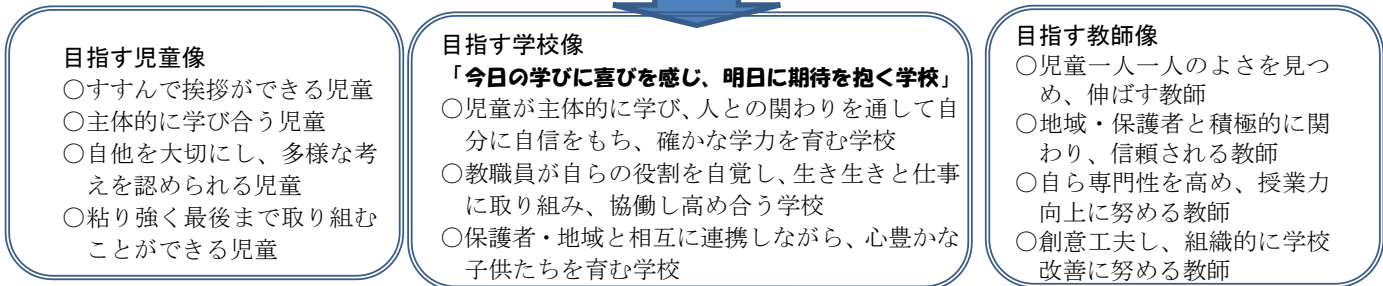 目指す児童像
○すすんで挨拶ができる児童
○主体的に学び合う児童
○自他を大切にし、多様な考
えを認められる児童
○粘り強く最後まで取り組む
ことができる児童
目指す学校像
「今日の学びに喜びを感じ、明日に期待を抱く学校」
○児童が主体的に学び、人との関わりを通して自
分に自信をもち、確かな学力を育む学校
○教職員が自らの役割を自覚し、生き生きと仕事
に取り組み、協働し高め合う学校
○保護者・地域と相互に連携しながら、心豊かな
子供たちを育む学校
目指す教師像
○児童一人一人のよさを見つ
め、伸ばす教師
○地域・保護者と積極的に関
わり、信頼される教師
○自ら専門性を高め、授業力
向上に努める教師
○創意工夫し、組織的に学校
改善に努める教師